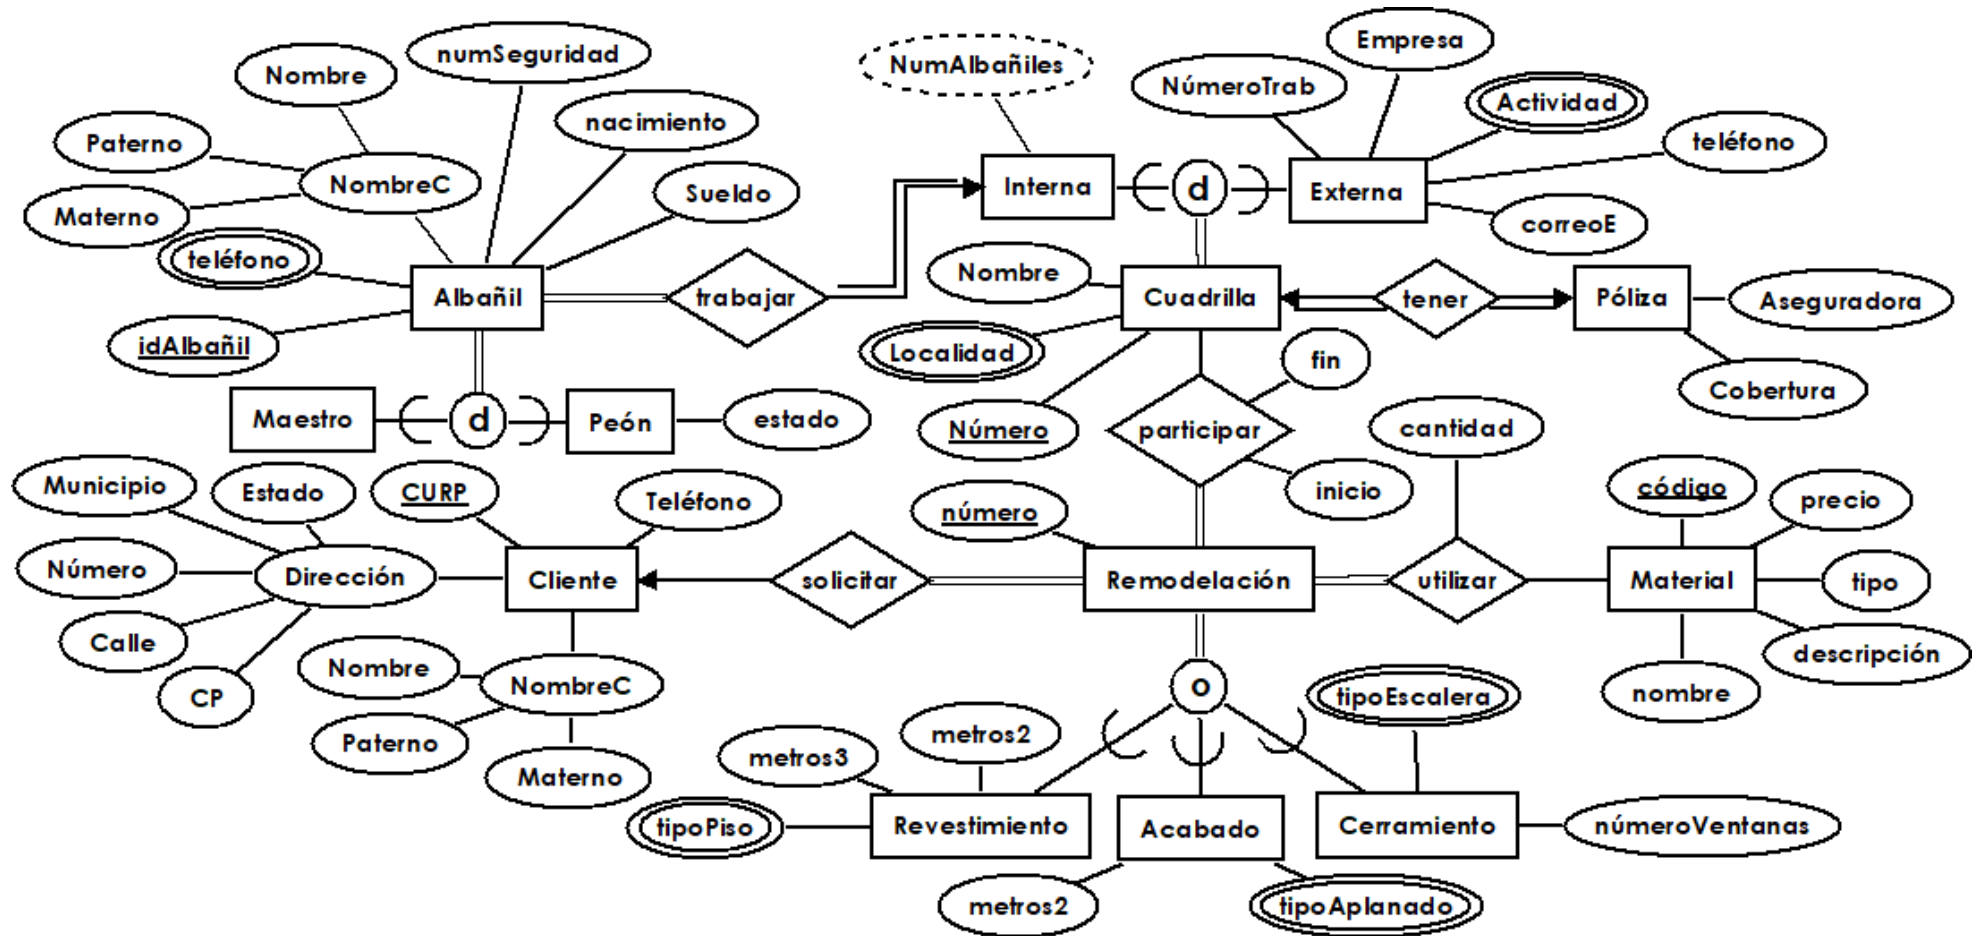 Empresa
numSeguridad
Nombre
NumAlbañiles
NúmeroTrab
Actividad
nacimiento
Paterno
teléfono
NombreC
Sueldo
Interna
d
Externa
Materno
correoE
teléfono
Nombre
Albañil
trabajar
Cuadrilla
tener
Póliza
Aseguradora
idAlbañil
Localidad
fin
Cobertura
Maestro
d
Peón
estado
Número
participar
cantidad
Municipio
Estado
CURP
Teléfono
inicio
código
precio
número
Número
Dirección
Cliente
solicitar
Remodelación
utilizar
Material
tipo
Calle
descripción
Nombre
NombreC
o
tipoEscalera
nombre
CP
Paterno
metros2
metros3
Materno
tipoPiso
Revestimiento
Acabado
Cerramiento
númeroVentanas
metros2
tipoAplanado